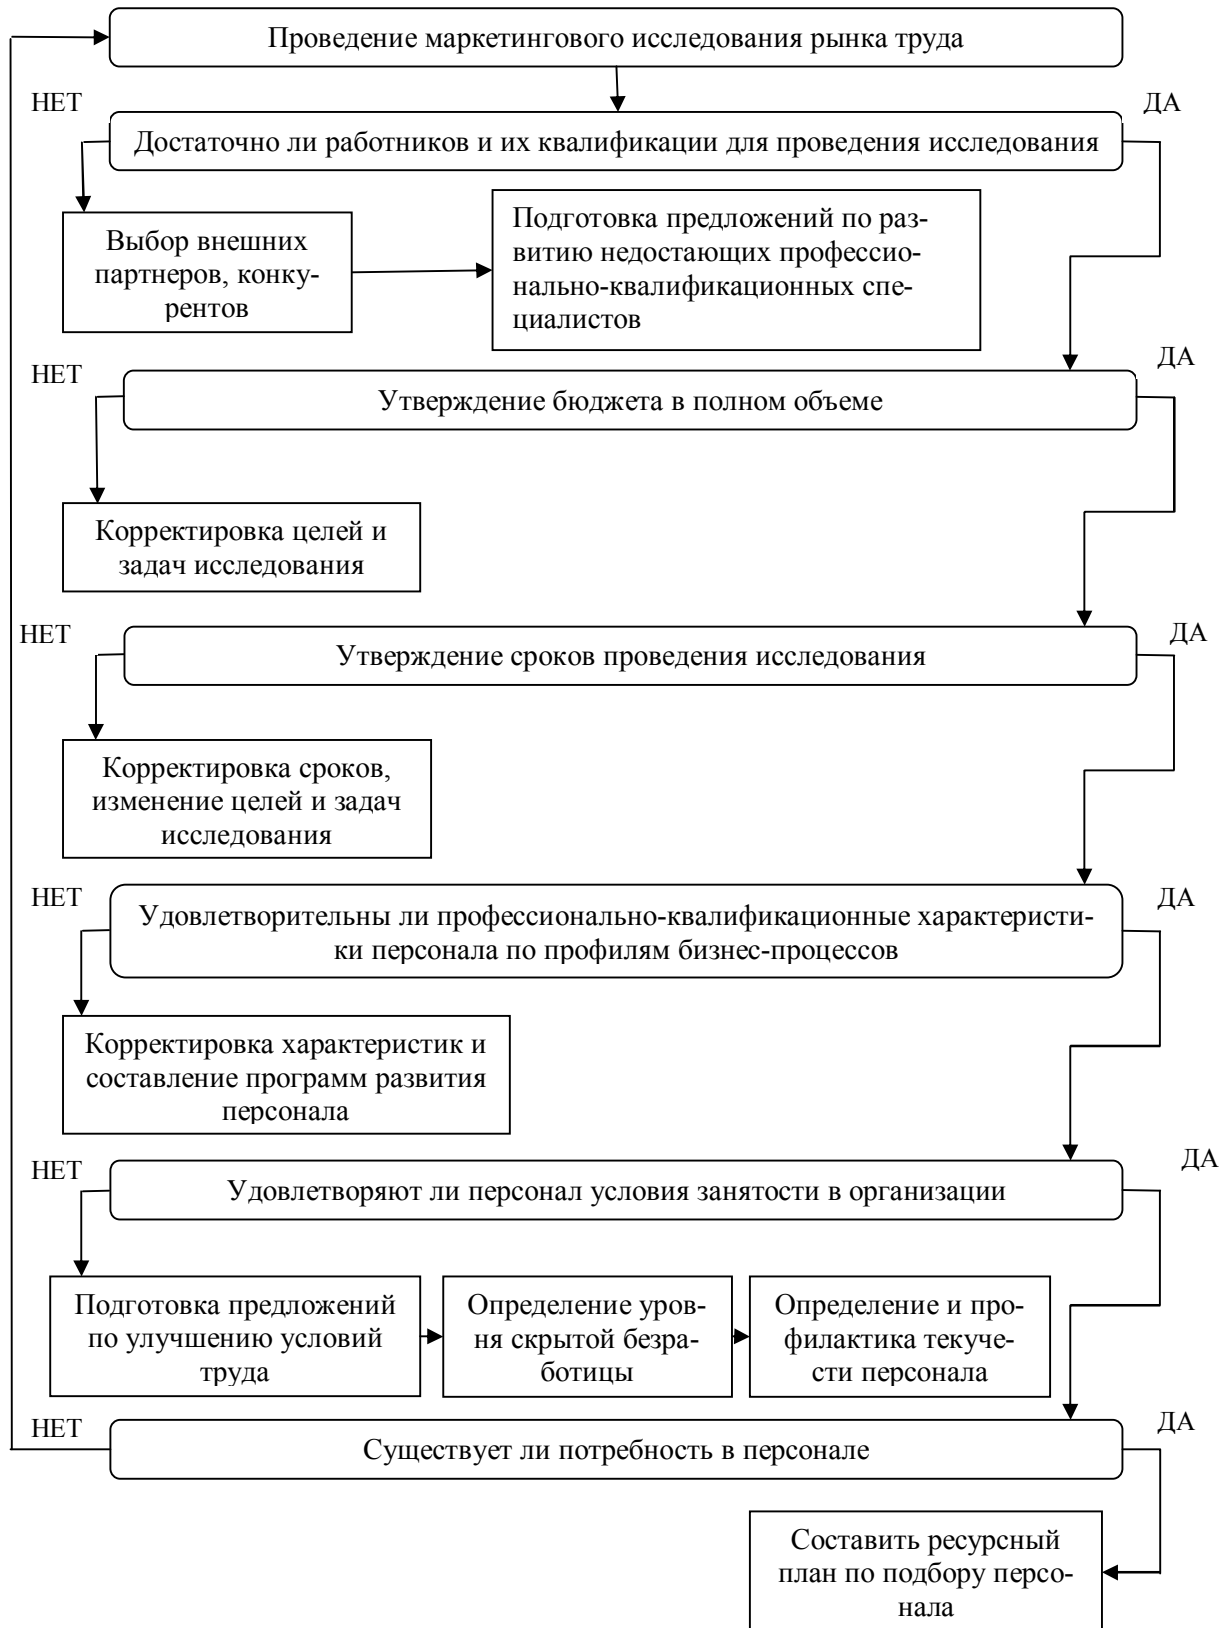 Проведение маркетингового исследования рынка труда
НЕТ
ДА
Достаточно ли работников и их квалификации для проведения исследования
Выбор внешних
партнеров, конку-
рентов
Подготовка предложений по раз-
витию недостающих профессио-
нально-квалификационных спе-
циалистов
НЕТ
ДА
Утверждение бюджета в полном объеме
Корректировка целей и
задач исследования
НЕТ
ДА
Утверждение сроков проведения исследования
Корректировка сроков,
изменение целей и задач
исследования
НЕТ
ДА
Удовлетворительны ли профессионально-квалификационные характеристи-
ки персонала по профилям бизнес-процессов
Корректировка характеристик и
составление программ развития
персонала
НЕТ
ДА
Удовлетворяют ли персонал условия занятости в организации
Подготовка предложений
по улучшению условий
труда
Определение уров-
ня скрытой безра-
ботицы
Определение и про-
филактика текуче-
сти персонала
НЕТ
ДА
Существует ли потребность в персонале
Составить ресурсный
план по подбору персо-
нала